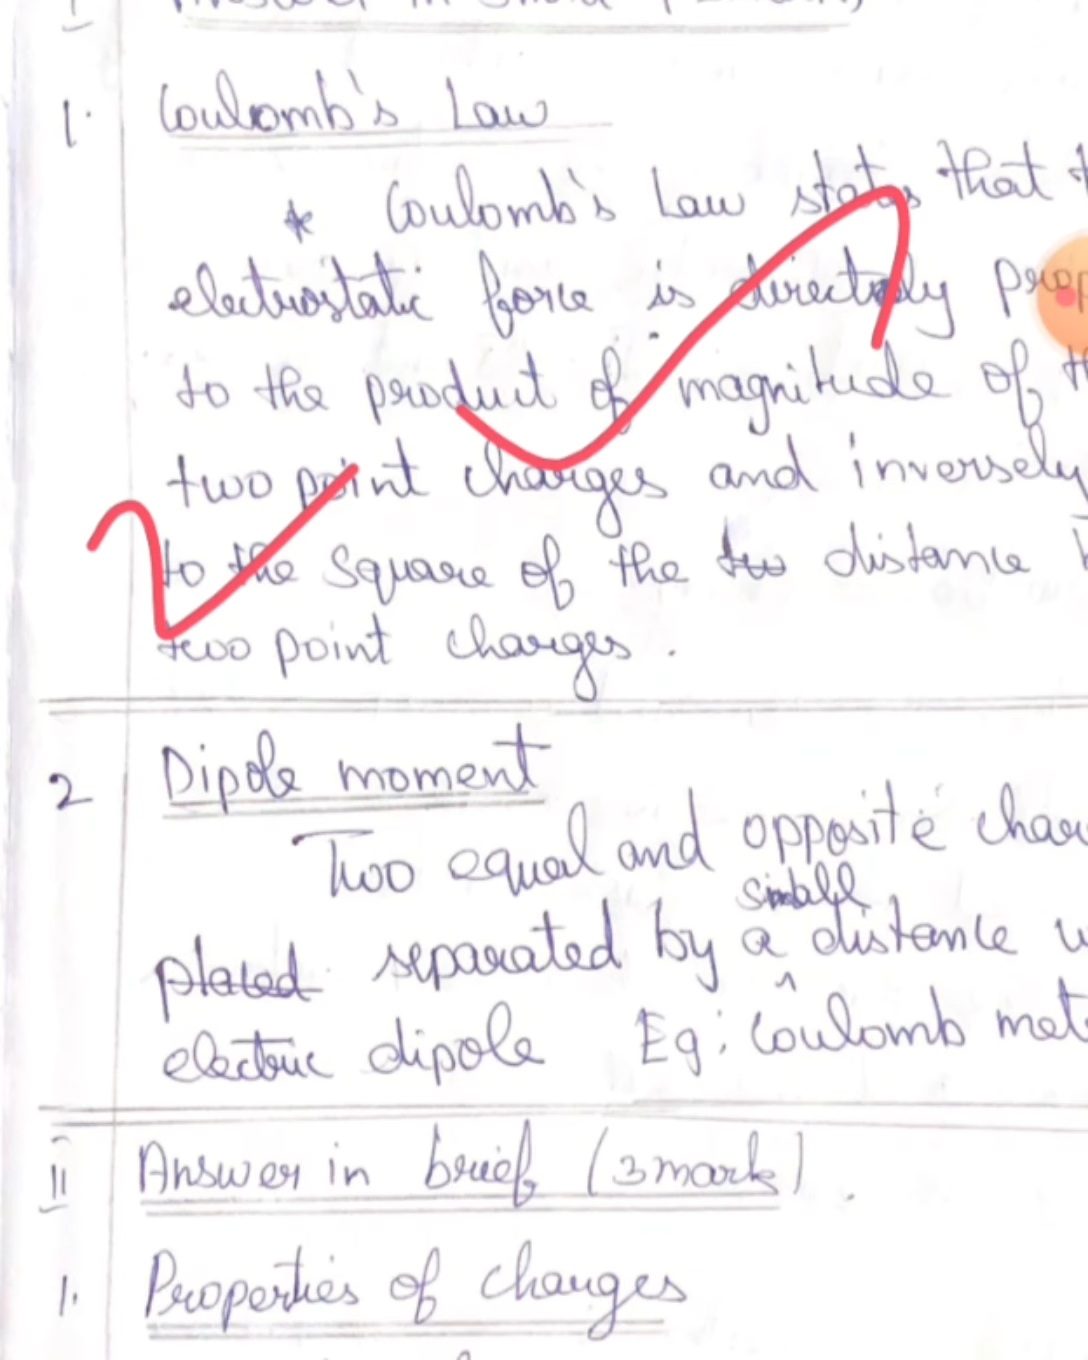 I
1. Coulomb's Law
* Coulomb's Law states that
electrostatic force is directly prop
to the product of magnitude of th
two point charges and inversely
to the square of the distance
two point charges.
2 Dipole moment
Two equal and opposite char
small
placed separated by a distance
electric dipole Eg: Coulomb met
II Answer in brief (3mark).
1. Properties of charges